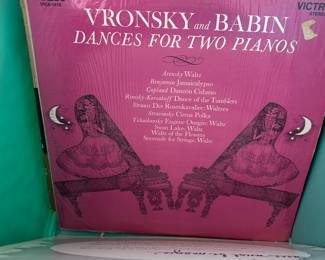 VICTR
STEREO
VRONSKY and BABIN
DANCES FOR TWO PIANOS
Arensky Waltz
Benjamin Jamaicalypso
Copland Danzón Cubano
Rimsky-Korsakoff Dance of the Tumblers
Strauss Der Rosenkavalier: Waltzes
Stravinsky Circus Polka
Tchaikovsky Eugene Onegin: Waltz
Swan Lake: Waltz
Waltz of the Flowers
Serenade for Strings: Waltz